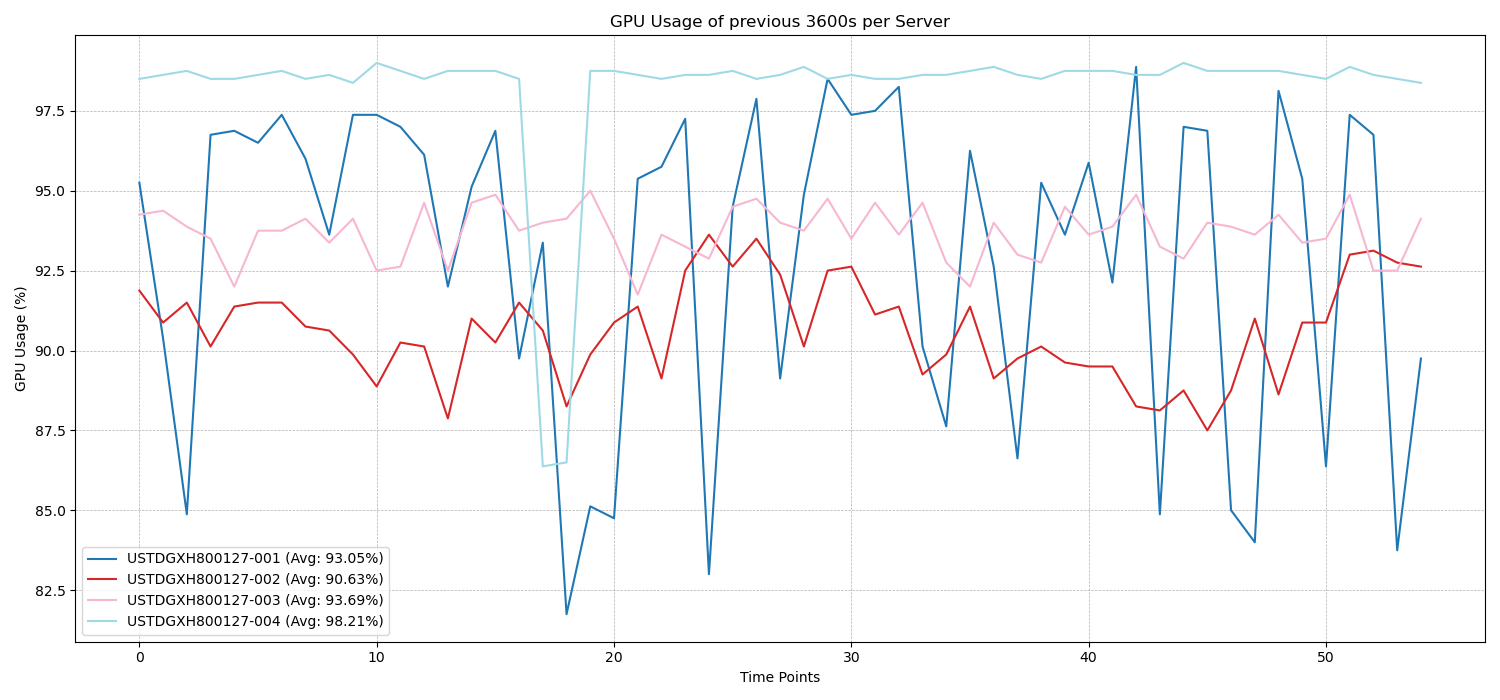 GPU Usage of previous 3600s per Server
GPU Usage (%)
97.5
95.0
92.5
90.0
87.5
85.0
82.5
USTDGXH800127-001 (Avg: 93.05%)
USTDGXH800127-002 (Avg: 90.63%)
USTDGXH800127-003 (Avg: 93.69%)
USTDGXH800127-004 (Avg: 98.21%)
0 10 20 30 40 50
Time Points